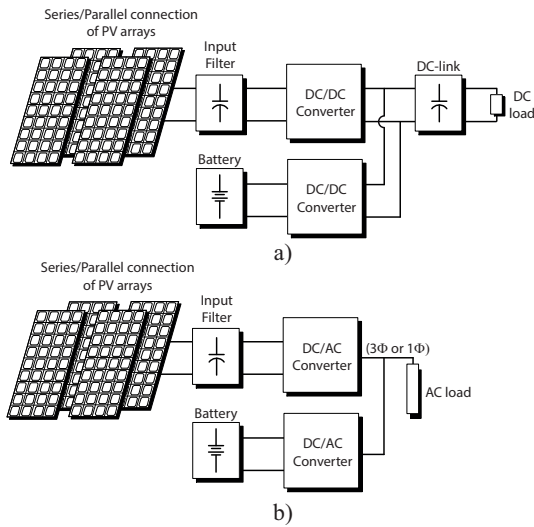 Series/Parallel connection
of PV arrays
Input
Filter
DC/DC
Converter
DC-link
DC
load
Battery
DC/DC
Converter
a)
Series/Parallel connection
of PV arrays
Input
Filter
DC/AC
Converter
(3Φ or 1Φ)
AC load
Battery
DC/AC
Converter
b)